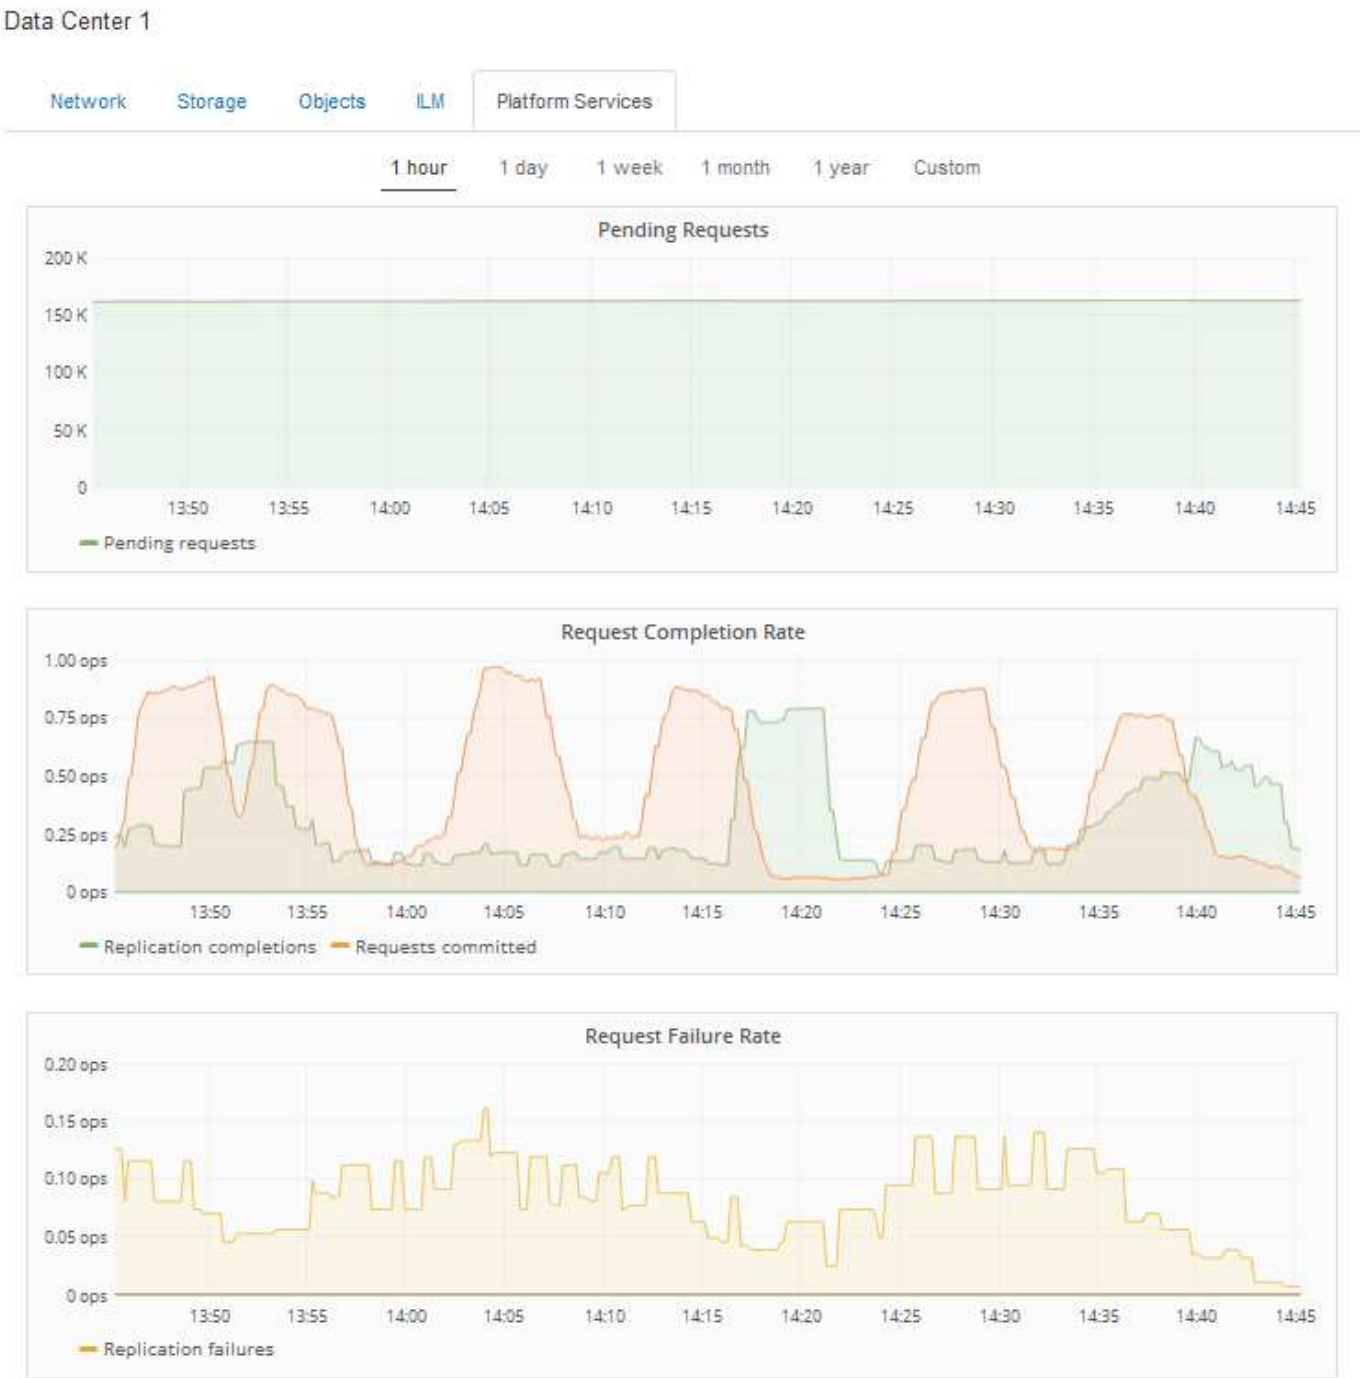 Data Center 1
Network Storage Objects ILM Platform Services
1 hour 1 day 1 week 1 month 1 year Custom
Pending Requests
200 K
150 K
100 K
50 K
0
13:50 13:55 14:00 14:05 14:10 14:15 14:20 14:25 14:30 14:35 14:40 14:45
Pending requests
Request Completion Rate
1.00 ops
0.75 ops
0.50 ops
0.25 ops
0 ops
13:50 13:55 14:00 14:05 14:10 14:15 14:20 14:25 14:30 14:35 14:40 14:45
Replication completions Requests committed
Request Failure Rate
0.20 ops
0.15 ops
0.10 ops
0.05 ops
0 ops
13:50 13:55 14:00 14:05 14:10 14:15 14:20 14:25 14:30 14:35 14:40 14:45
Replication failures